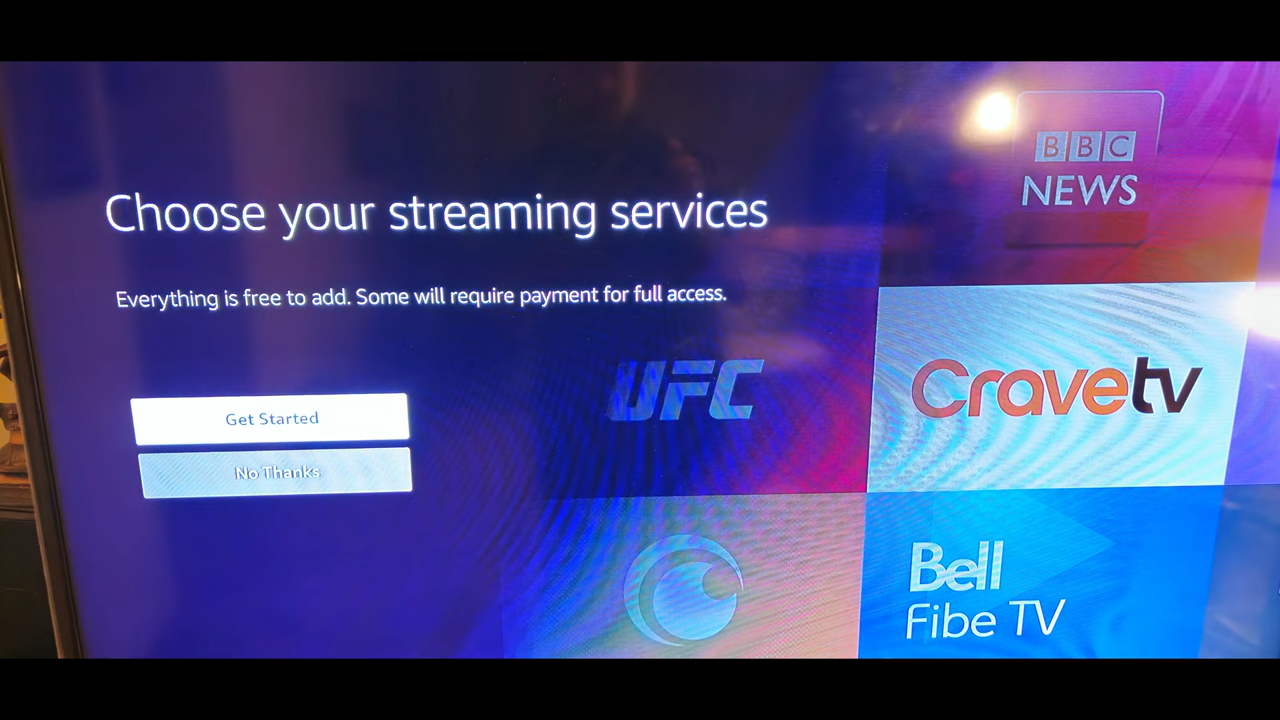 Choose your streaming services
Everything is free to add. Some will require payment for full access.
Get Started
No Thanks
BBC
NEWS
UFC
Cravetv
Bell
Fibe TV